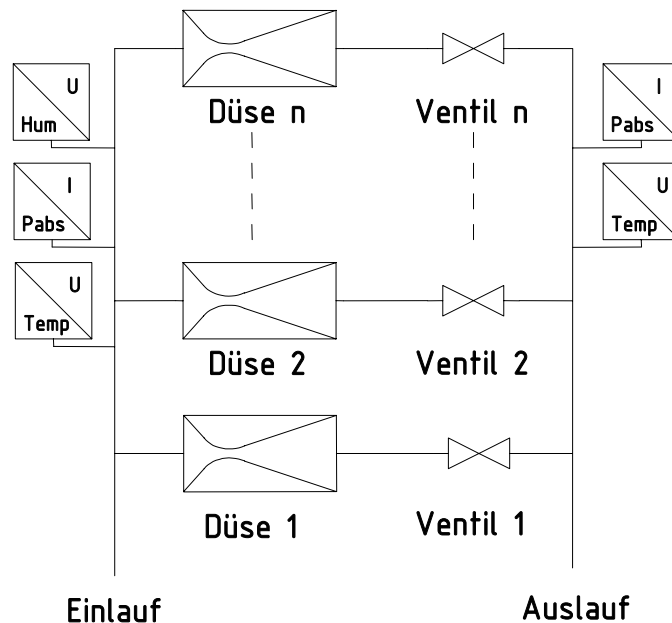 U
Hum
I
Pabs
U
Temp
Düse n
Ventil n
I
Pabs
U
Temp
Düse 2
Ventil 2
Düse 1
Ventil 1
Einlauf
Auslauf